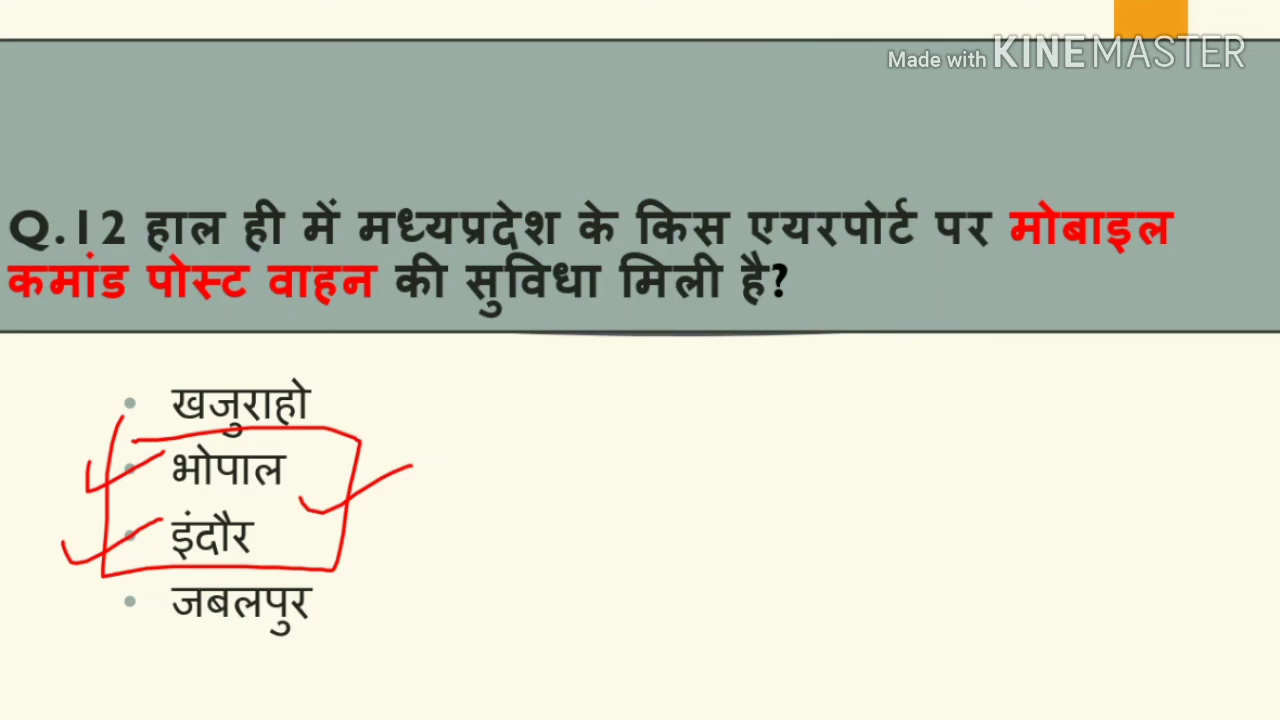 Made with KINEMASTER
Q.12 हाल ही में मध्यप्रदेश के किस एयरपोर्ट पर मोबाइल
कमांड पोस्ट वाहन की सुविधा मिली है?
• खजुराहो
• भोपाल
• इंदौर
• जबलपुर